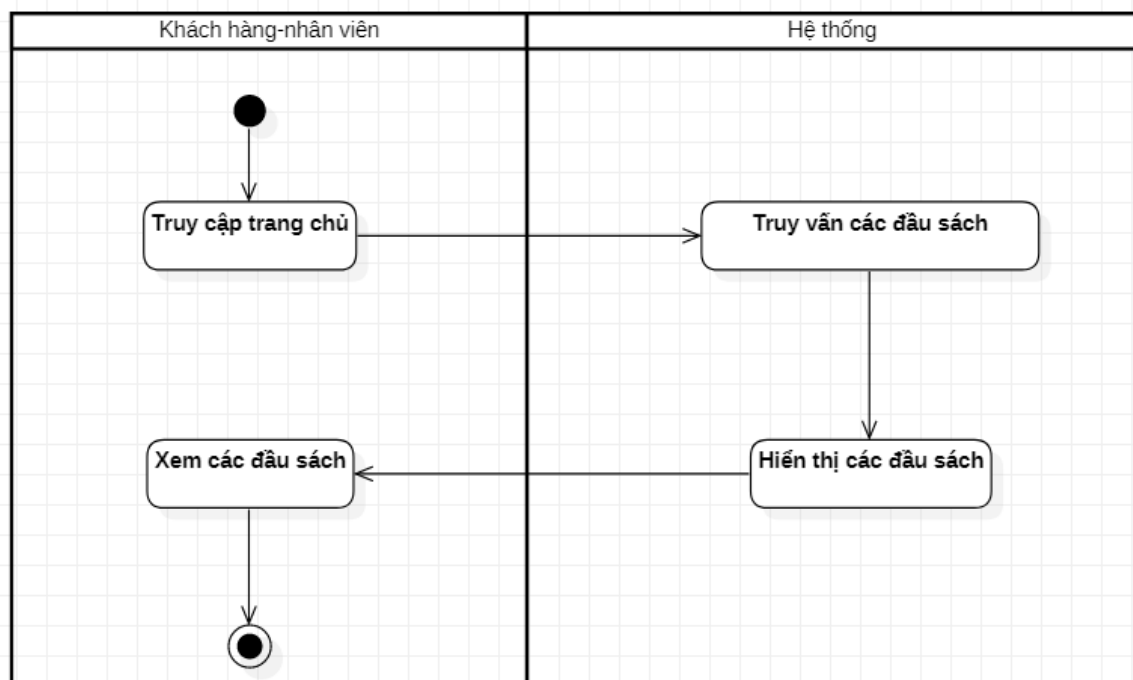 Khách hàng-nhân viên
Hệ thống
Truy cập trang chủ
Truy vấn các đầu sách
Xem các đầu sách
Hiển thị các đầu sách